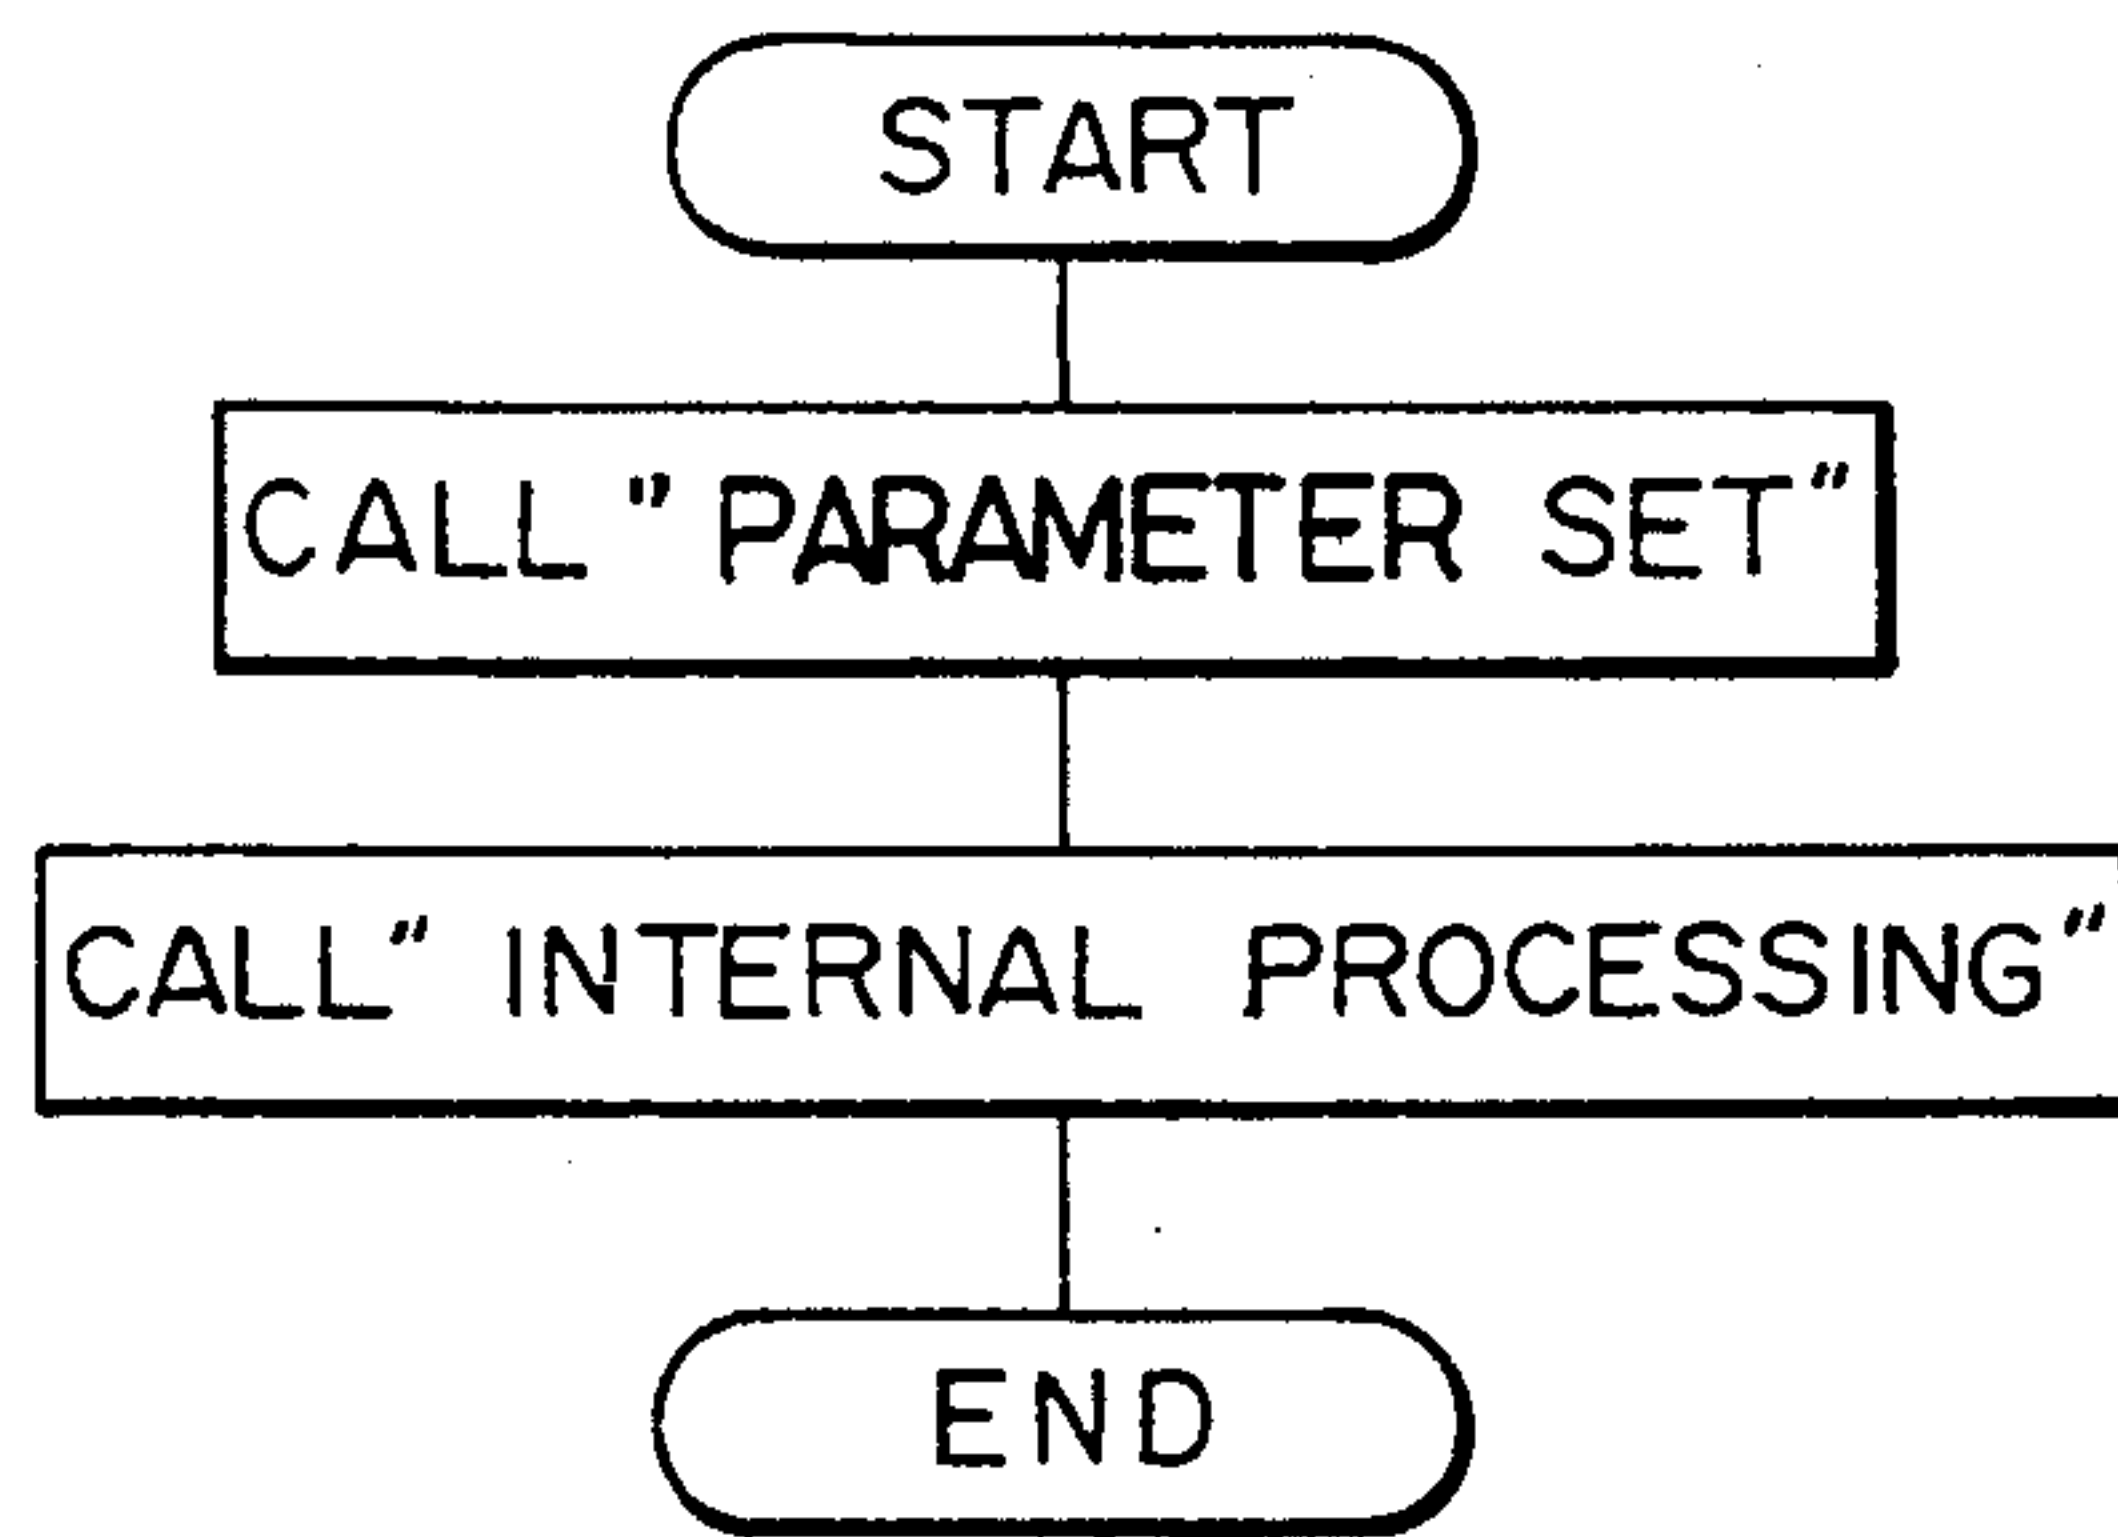 START
CALL "PARAMETER SET"
CALL" INTERNAL PROCESSING"
END